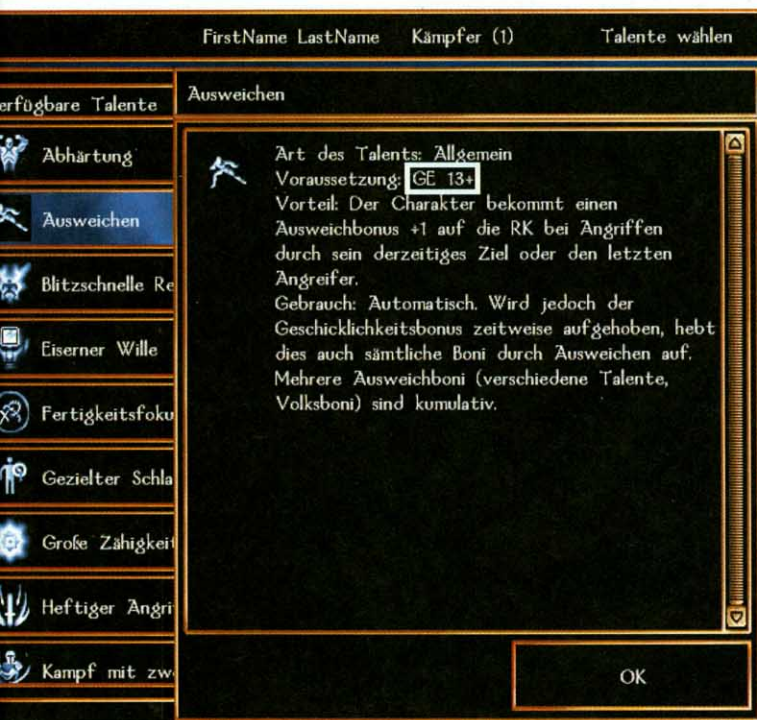 FirstName LastName Kämpfer (1) Talente wählen
erfügbare Talente
Abhärtung
Ausweichen
Blitzschnelle Re
Eiserner Wille
Fertigkeitsfoku
Gezielter Schla
Große Zähigkeit
Heftiger Angri
Kampf mit zw
Ausweichen
Art des Talents: Allgemein
Voraussetzung: GE 13+
Vorteil: Der Charakter bekommt einen
Ausweichbonus +1 auf die RK bei Angriffen
durch sein derzeitiges Ziel oder den letzten
Angreifer.
Gebrauch: Automatisch. Wird jedoch der
Geschicklichkeitsbonus zeitweise aufgehoben, hebt
dies auch sämtliche Boni durch Ausweichen auf.
Mehrere Ausweichboni (verschiedene Talente,
Volksboni) sind kumulativ.
OK